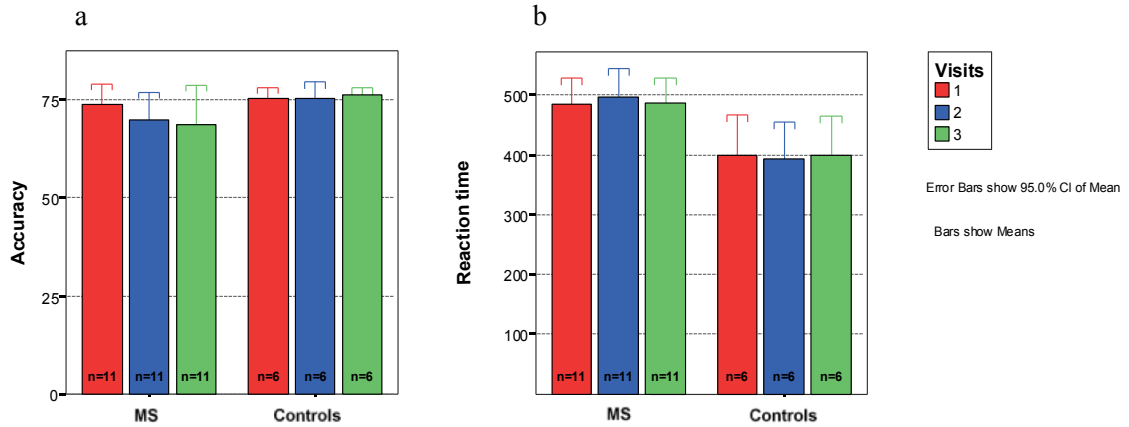 a
75
50
25
0
Accuracy
n=11
n=11
n=11
n=6
n=6
n=6
MS
Controls
b
500
400
300
200
100
Reaction time
n=11
n=11
n=11
n=6
n=6
n=6
MS
Controls
Visits
1
2
3
Error Bars show 95.0% CI of Mean
Bars show Means